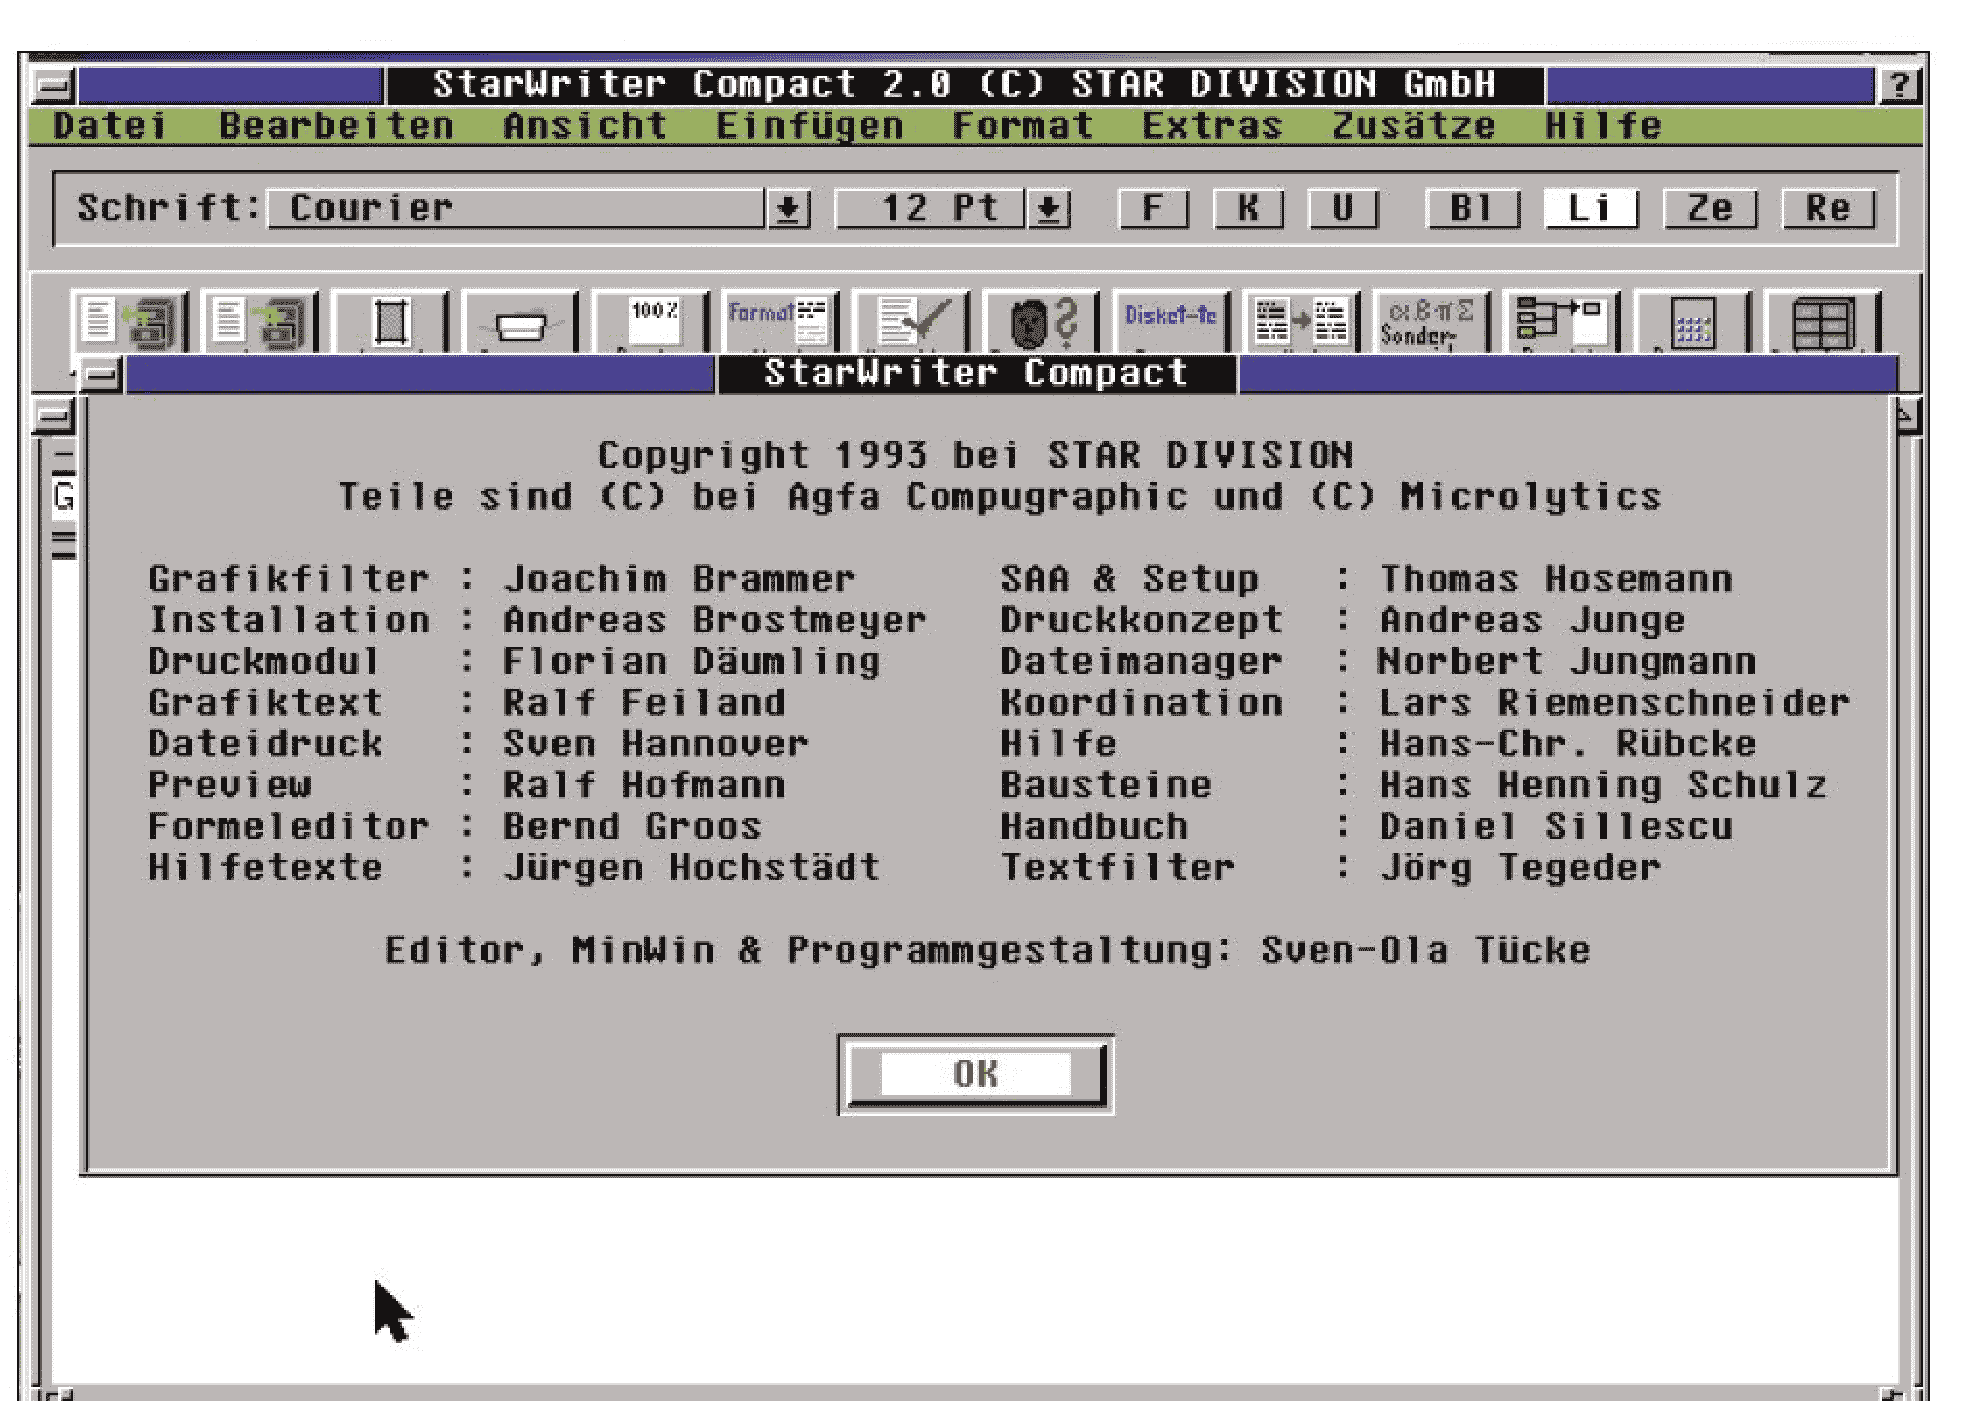 StarWriter Compact 2.0 (C) STAR DIVISION GmbH ?
Datei Bearbeiten Ansicht Einfügen Format Extras Zusätze Hilfe
Schrift: Courier 12 Pt F K U Bl Li Ze Re
100% Format Disket-te αßπΣ Sonder-
StarWriter Compact
G
Copyright 1993 bei STAR DIVISION
Teile sind (C) bei Agfa Compugraphic und (C) Microlytics
Grafikfilter : Joachim Brammer SAA & Setup : Thomas Hosemann
Installation : Andreas Brostmeyer Druckkonzept : Andreas Junge
Druckmodul : Florian Däumling Dateimanager : Norbert Jungmann
Grafiktext : Ralf Feiland Koordination : Lars Riemenschneider
Dateidruck : Sven Hannover Hilfe : Hans-Chr. Rübcke
Preview : Ralf Hofmann Bausteine : Hans Henning Schulz
Formeleditor : Bernd Groos Handbuch : Daniel Sillescu
Hilfetexte : Jürgen Hochstädt Textfilter : Jörg Tegeder
Editor, MinWin & Programmgestaltung: Sven-Ola Tücke
OK